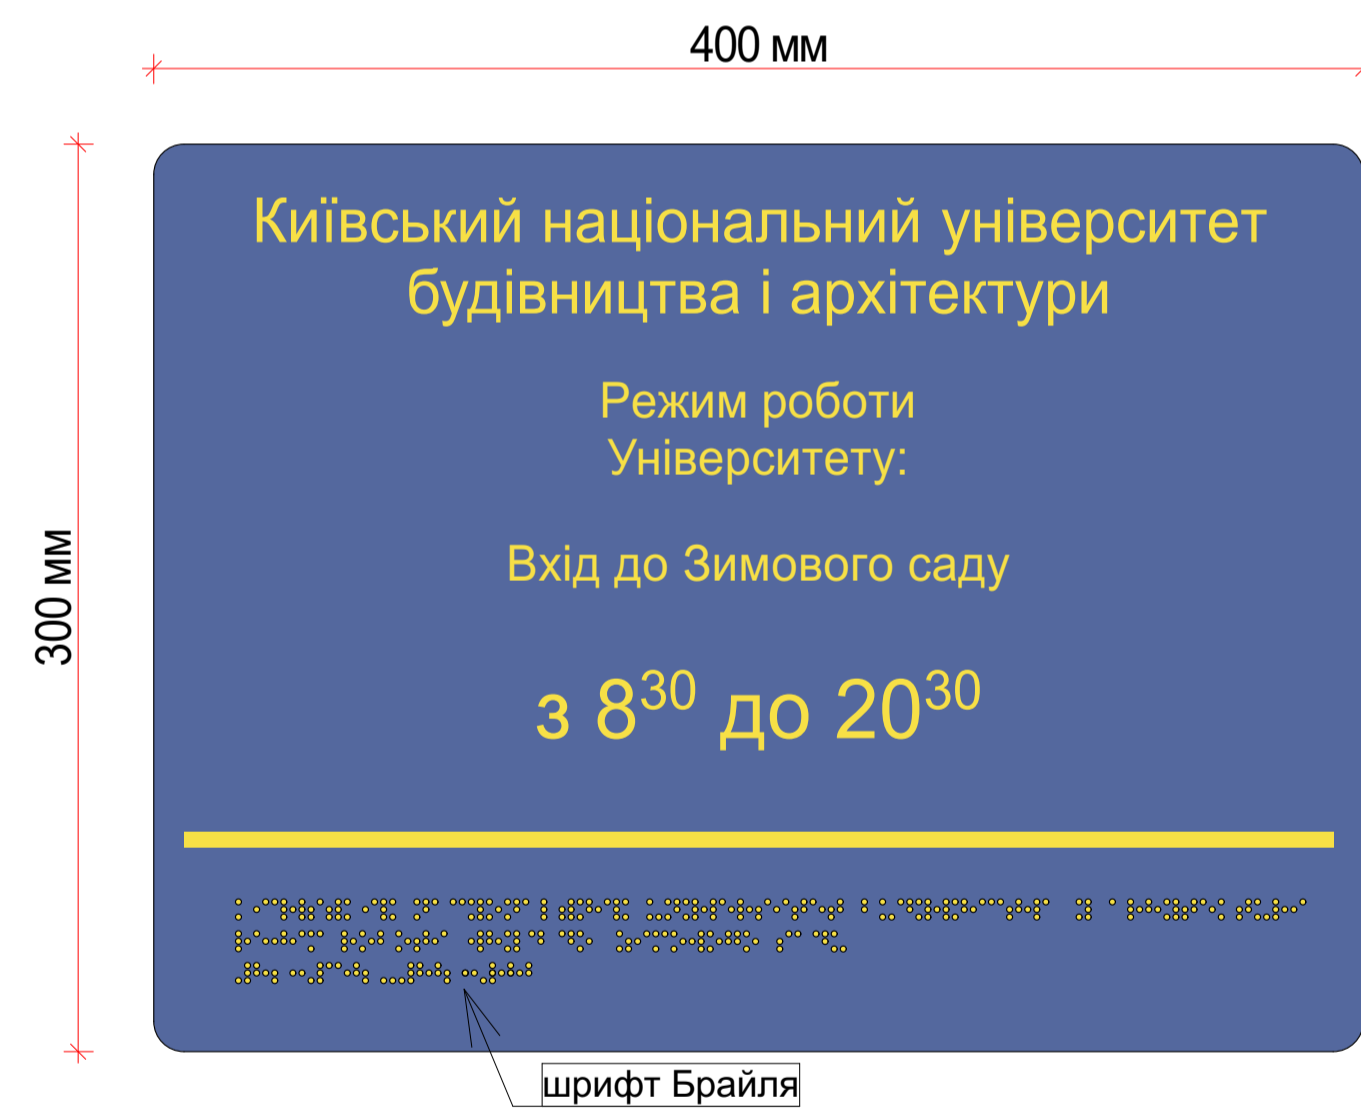 400 мм
Київський національний університет
будівництва і архітектури
Режим роботи
Університету:
300 мм
Вхід до Зимового саду
з 8³⁰ до 20³⁰
шрифт Брайля